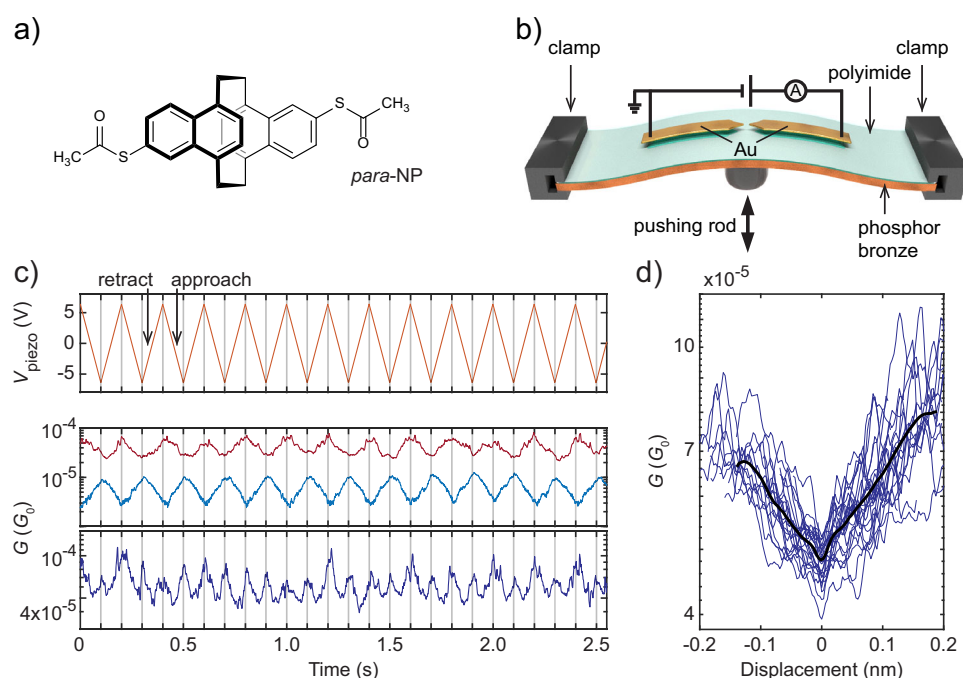 a)
CH₃
S
O
O
H₃C
S
para-NP
b)
clamp
clamp
polyimide
A
Au
pushing rod
phosphor
bronze
c)
retract
approach
V_piezo (V)
5
0
-5
10⁻⁴
10⁻⁵
G (G₀)
10⁻⁴
4x10⁻⁵
0
0.5
1.0
1.5
2.0
2.5
Time (s)
d)
x10⁻⁵
10
7
4
G (G₀)
-0.2
-0.1
0
0.1
0.2
Displacement (nm)